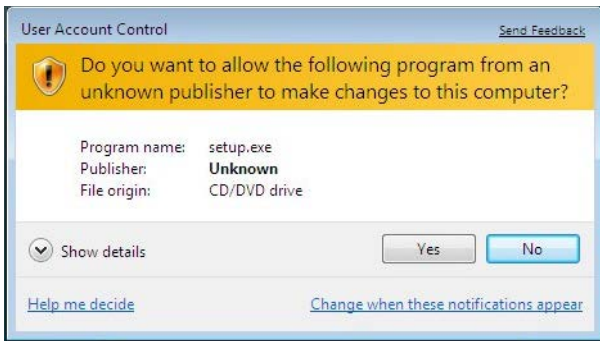 User Account Control
Send Feedback
Do you want to allow the following program from an
unknown publisher to make changes to this computer?
Program name: setup.exe
Publisher: Unknown
File origin: CD/DVD drive
Show details
Yes
No
Help me decide
Change when these notifications appear